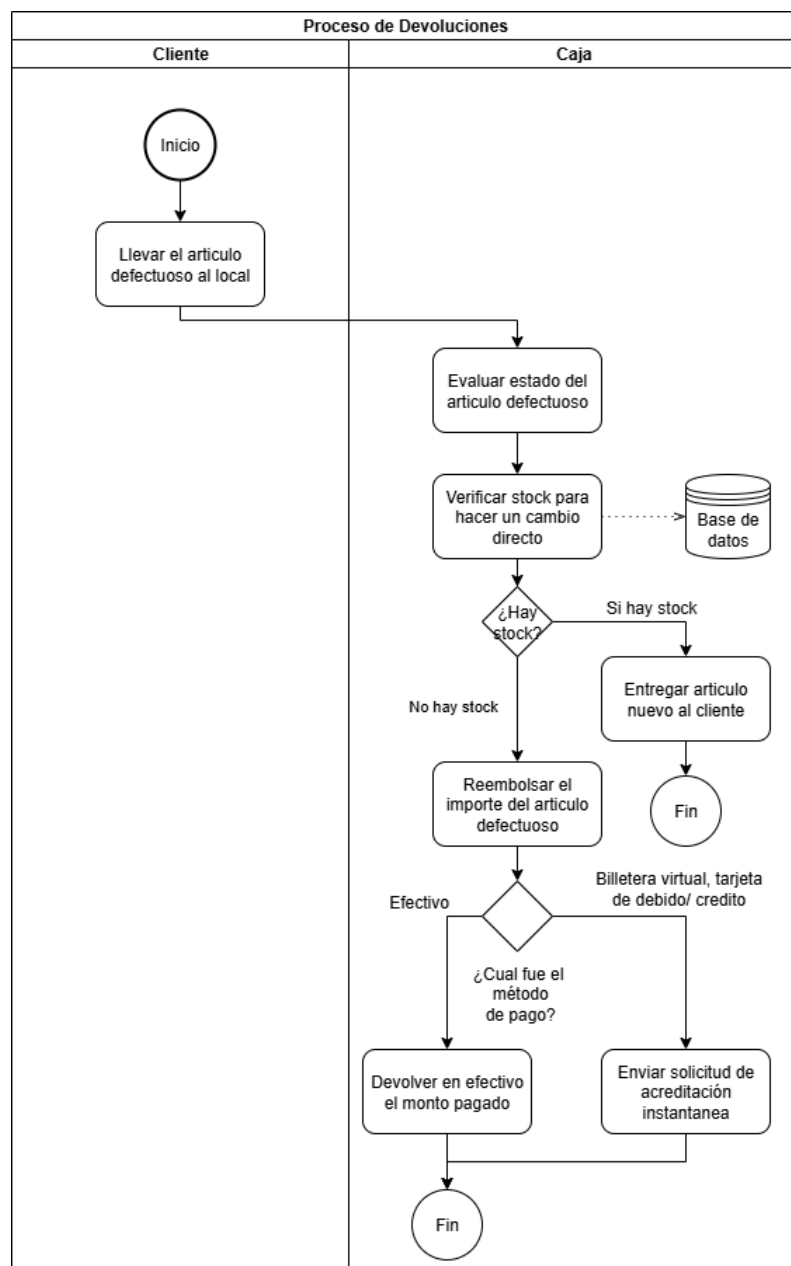 Proceso de Devoluciones
Cliente
Caja
Inicio
Llevar el articulo
defectuoso al local
Evaluar estado del
articulo defectuoso
Verificar stock para
hacer un cambio
directo
Base de
datos
¿Hay
stock?
Si hay stock
No hay stock
Entregar articulo
nuevo al cliente
Reembolsar el
importe del articulo
defectuoso
Fin
Efectivo
Billetera virtual, tarjeta
de debido/ credito
¿Cual fue el
método
de pago?
Devolver en efectivo
el monto pagado
Enviar solicitud de
acreditación
instantanea
Fin